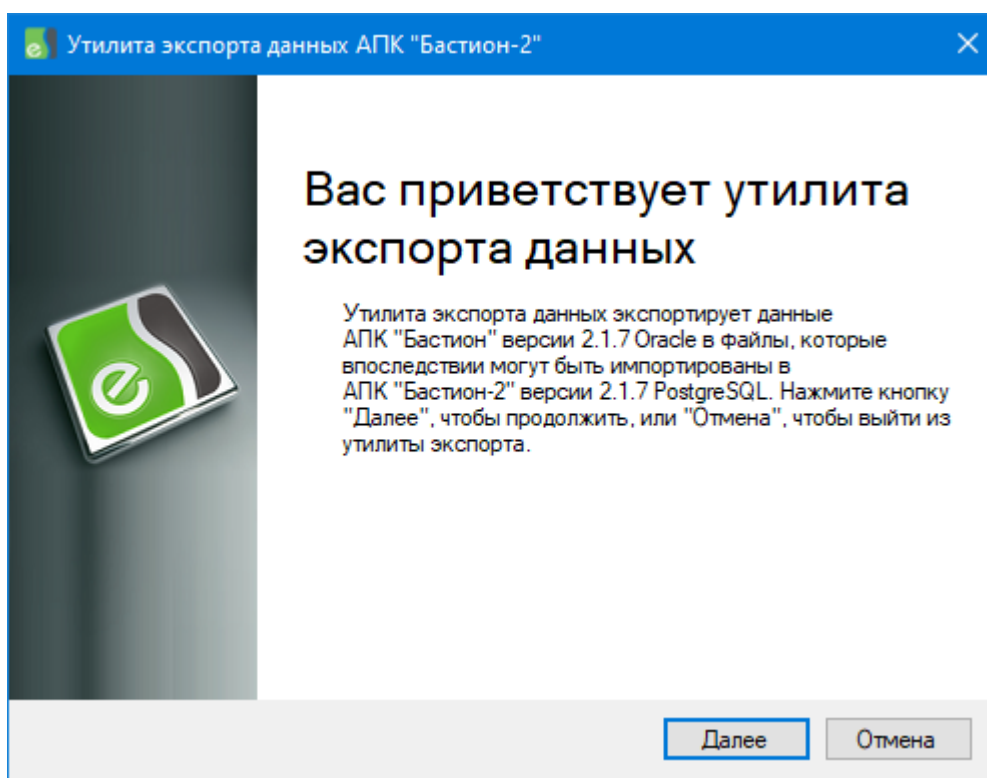 Утилита экспорта данных АПК "Бастион-2"
Вас приветствует утилита
экспорта данных
Утилита экспорта данных экспортирует данные
АПК "Бастион" версии 2.1.7 Oracle в файлы, которые
впоследствии могут быть импортированы в
АПК "Бастион-2" версии 2.1.7 PostgreSQL. Нажмите кнопку
"Далее", чтобы продолжить, или "Отмена", чтобы выйти из
утилиты экспорта.
Далее
Отмена